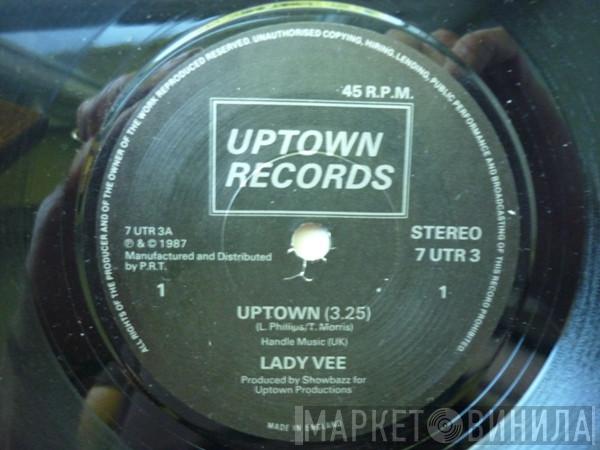 ALL RIGHTS OF THE PRODUCER AND OF THE OWNER OF THE WORK REPRODUCED RESERVED. UNAUTHORISED COPYING, HIRING, LENDING, PUBLIC PERFORMANCE AND BROADCASTING OF THIS RECORD PROHIBITED.
45 R.P.M.
UPTOWN
RECORDS
7 UTR 3A
℗ & © 1987
Manufactured and Distributed
by P.R.T.
1
STEREO
7 UTR 3
1
UPTOWN (3.25)
(L. Phillips/T. Morris)
Handle Music (UK)
LADY VEE
Produced by Showbazz for
Uptown Productions
MADE IN ENGLAND
МАРКЕТ ВИНИЛА